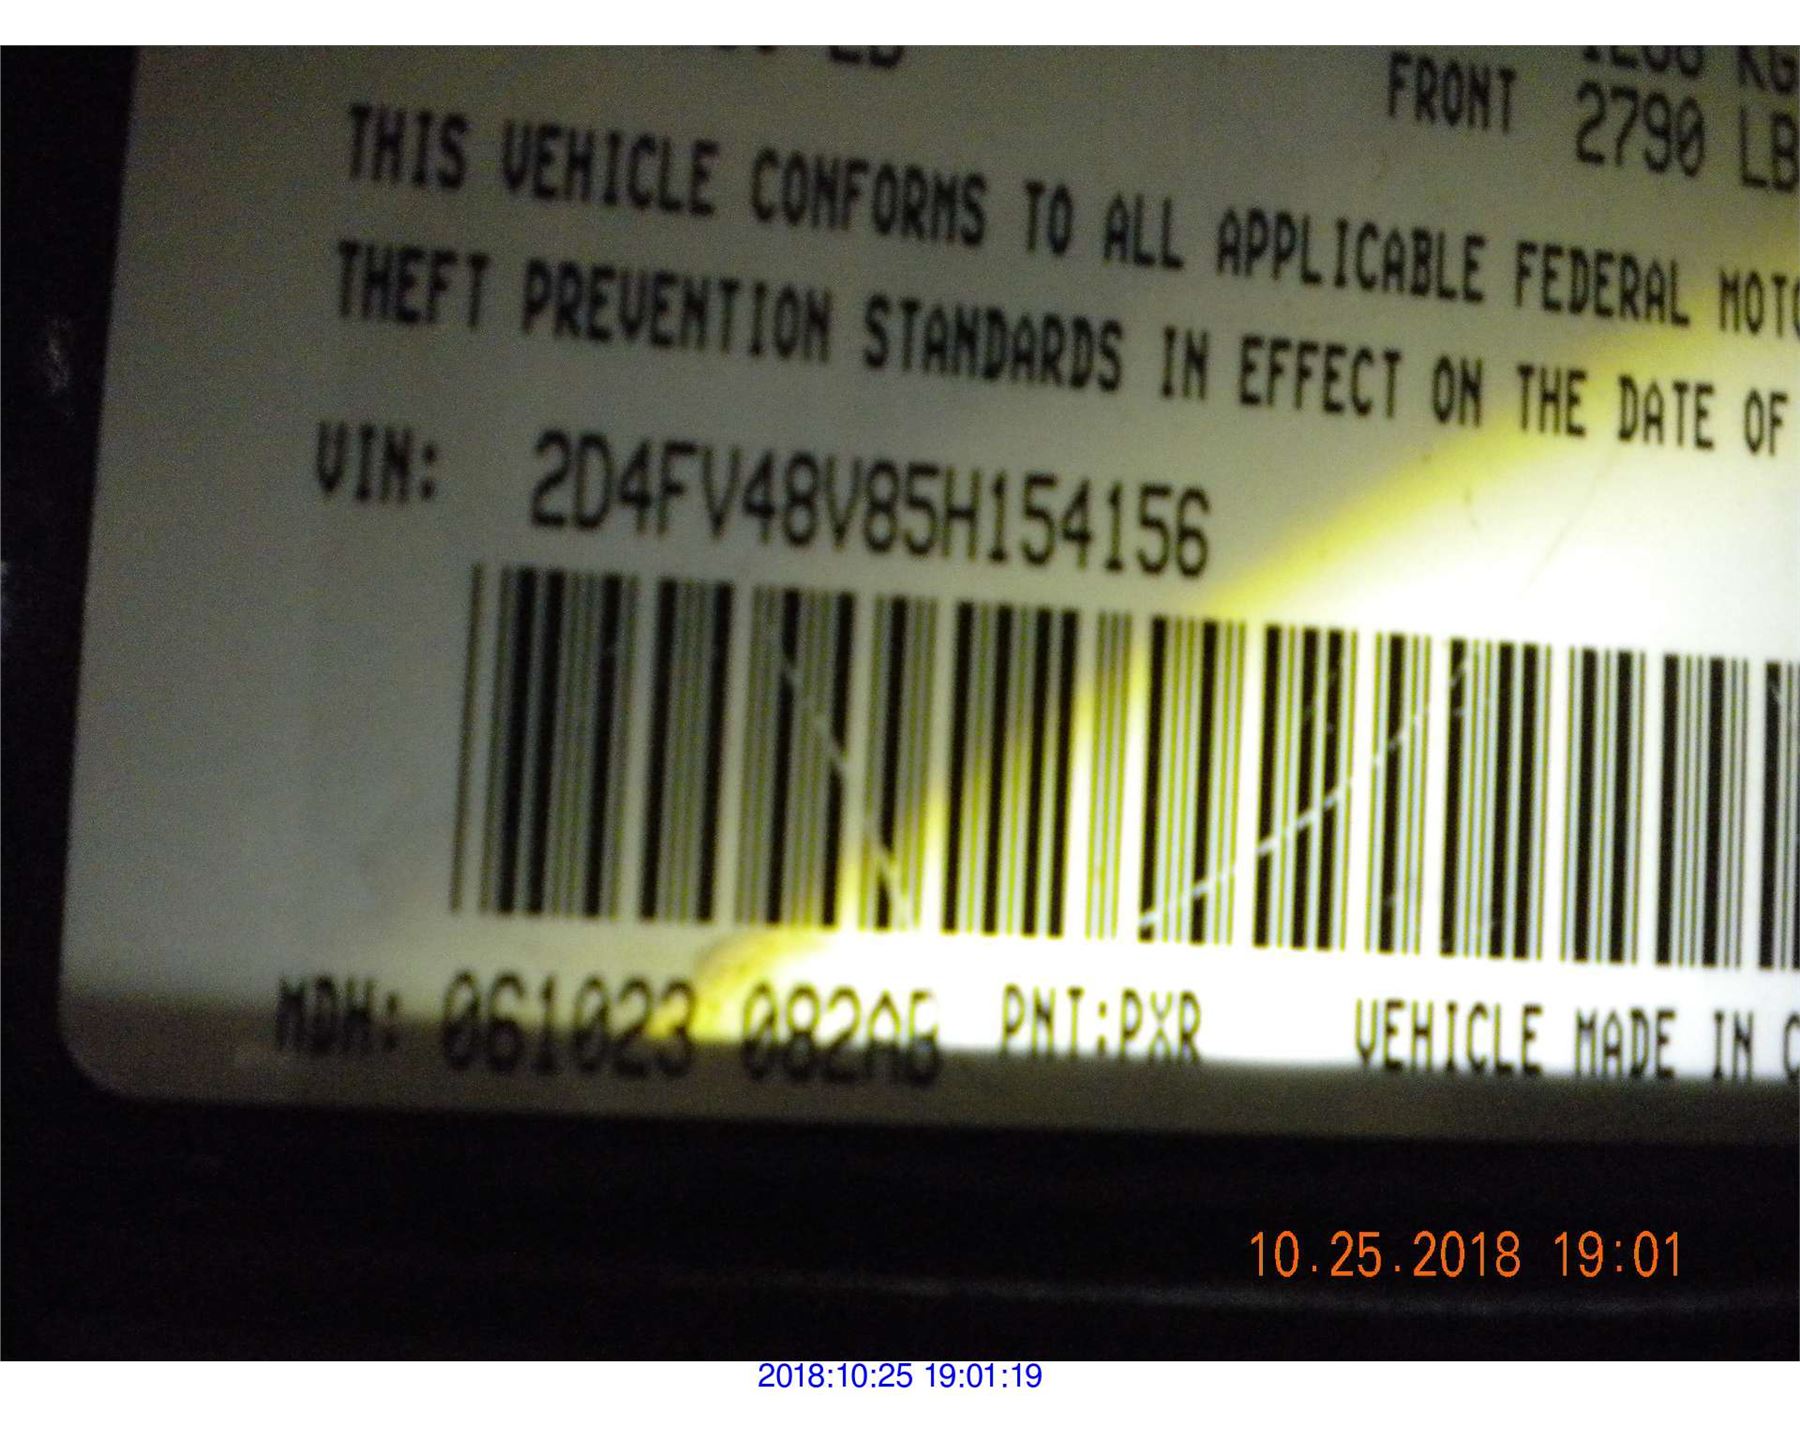 FRONT 2790 LB
THIS VEHICLE CONFORMS TO ALL APPLICABLE FEDERAL MOTO
THEFT PREVENTION STANDARDS IN EFFECT ON THE DATE OF
VIN: 2D4FV48V85H154156
MDH: 061023 082AB PNT:PXR VEHICLE MADE IN C
10.25.2018 19:01
2018:10:25 19:01:19